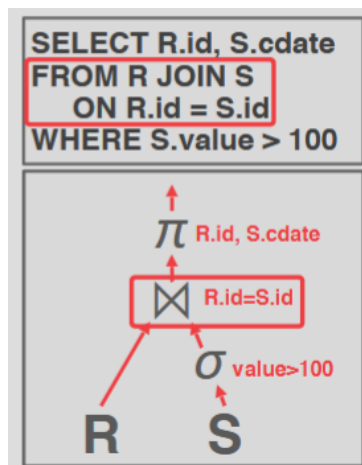 SELECT R.id, S.cdate
FROM R JOIN S
ON R.id = S.id
WHERE S.value > 100
π R.id, S.cdate
⋈ R.id=S.id
σ value>100
R S